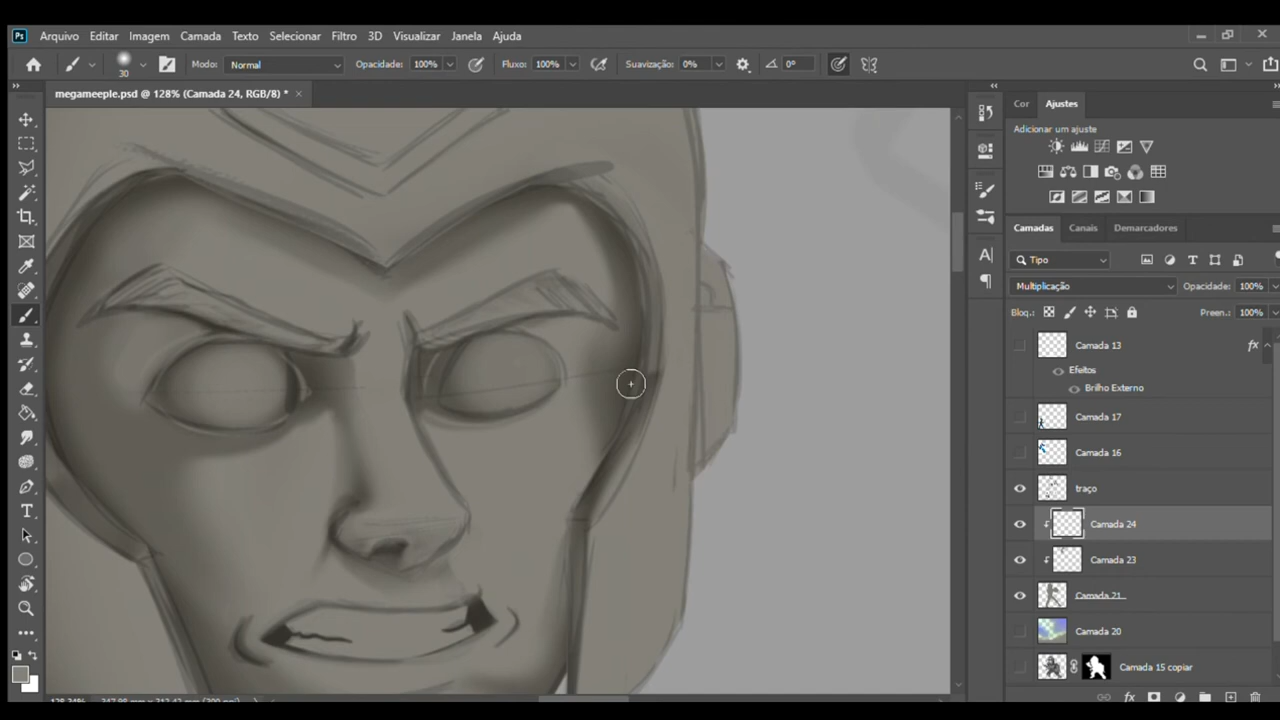 Ps Arquivo Editar Imagem Camada Texto Selecionar Filtro 3D Visualizar Janela Ajuda
30 Modo: Normal Opacidade: 100% Fluxo: 100% Suavização: 0% 0°
megameeple.psd @ 128% (Camada 24, RGB/8) *
Cor Ajustes
Adicionar um ajuste
Camadas Canais Demarcadores
Tipo
Multiplicação Opacidade: 100%
Bloq.: Preen.: 100%
Camada 13 fx
Efeitos
Brilho Externo
Camada 17
Camada 16
traço
Camada 24
Camada 23
Camada 21
Camada 20
Camada 15 copiar
fx